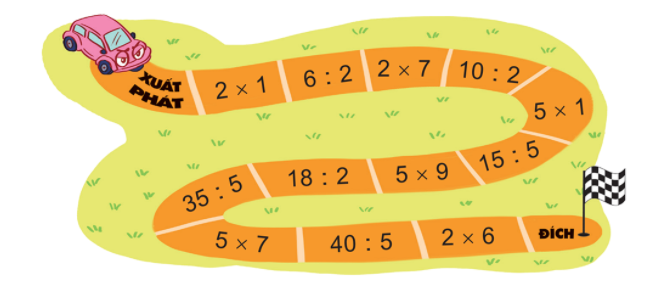 XUẤT
PHÁT
2 × 1
6 : 2
2 × 7
10 : 2
5 × 1
15 : 5
5 × 9
18 : 2
35 : 5
5 × 7
40 : 5
2 × 6
ĐÍCH